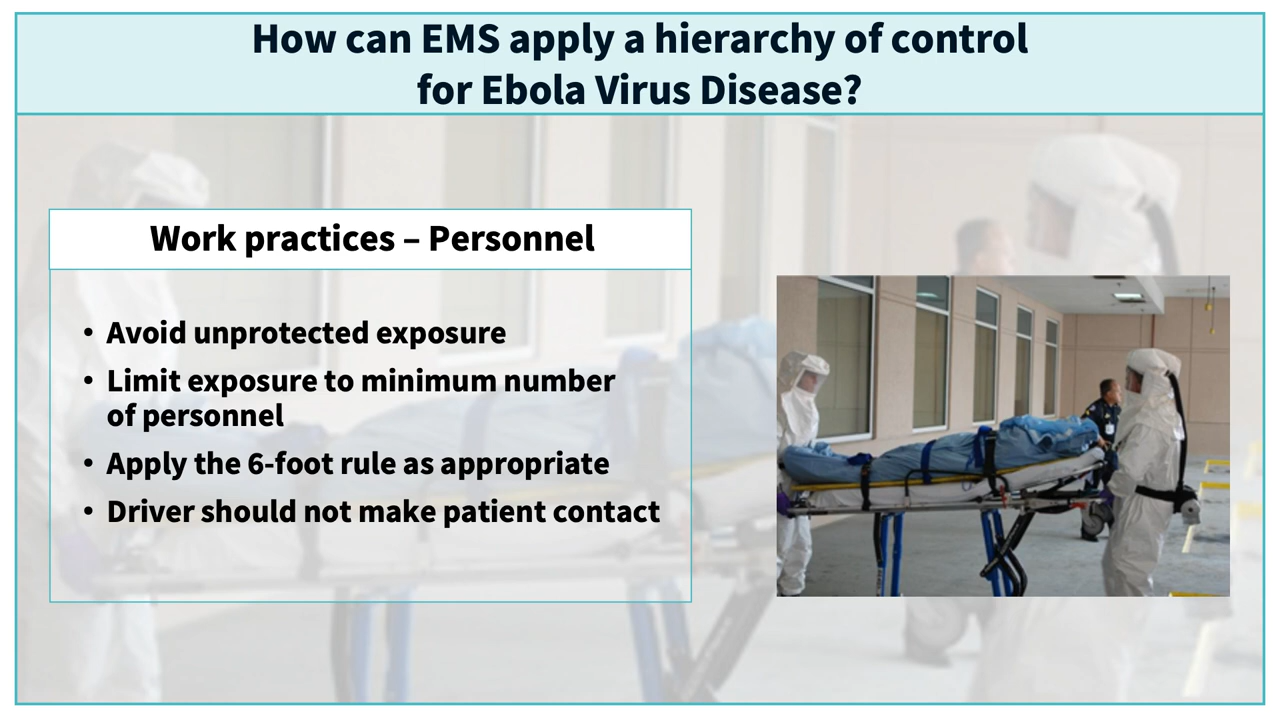 How can EMS apply a hierarchy of control
for Ebola Virus Disease?
Work practices – Personnel
• Avoid unprotected exposure
• Limit exposure to minimum number
of personnel
• Apply the 6-foot rule as appropriate
• Driver should not make patient contact